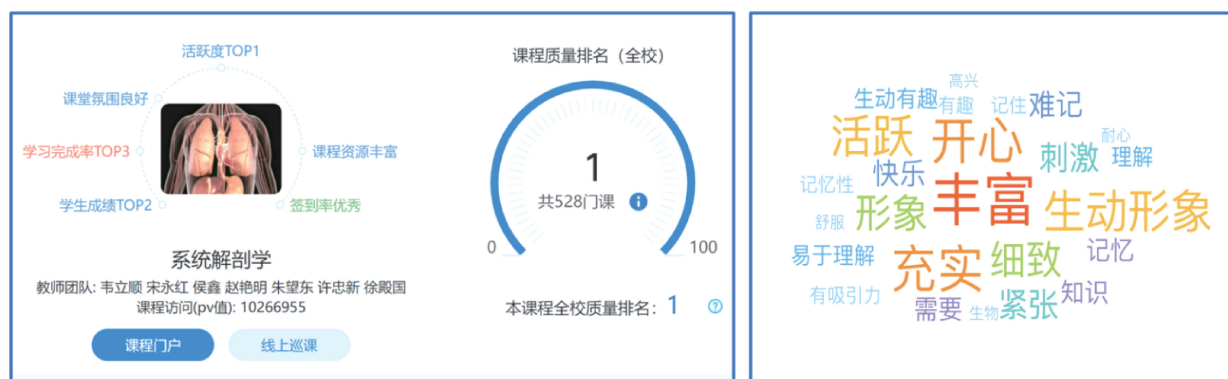 活跃度TOP1
课堂氛围良好
学习完成率TOP3
课程资源丰富
学生成绩TOP2
签到率优秀
系统解剖学
教师团队: 韦立顺 宋永红 侯鑫 赵艳明 朱望东 许忠新 徐殿国
课程访问(pv值): 10266955
课程门户
线上巡课
课程质量排名（全校）
1
共528门课
0
100
本课程全校质量排名： 1
高兴
生动有趣
有趣
记住
难记
活跃
开心
耐心
刺激
理解
快乐
记忆性
丰富
形象
生动形象
舒服
易于理解
充实
细致
记忆
有吸引力
需要
生物
紧张
知识